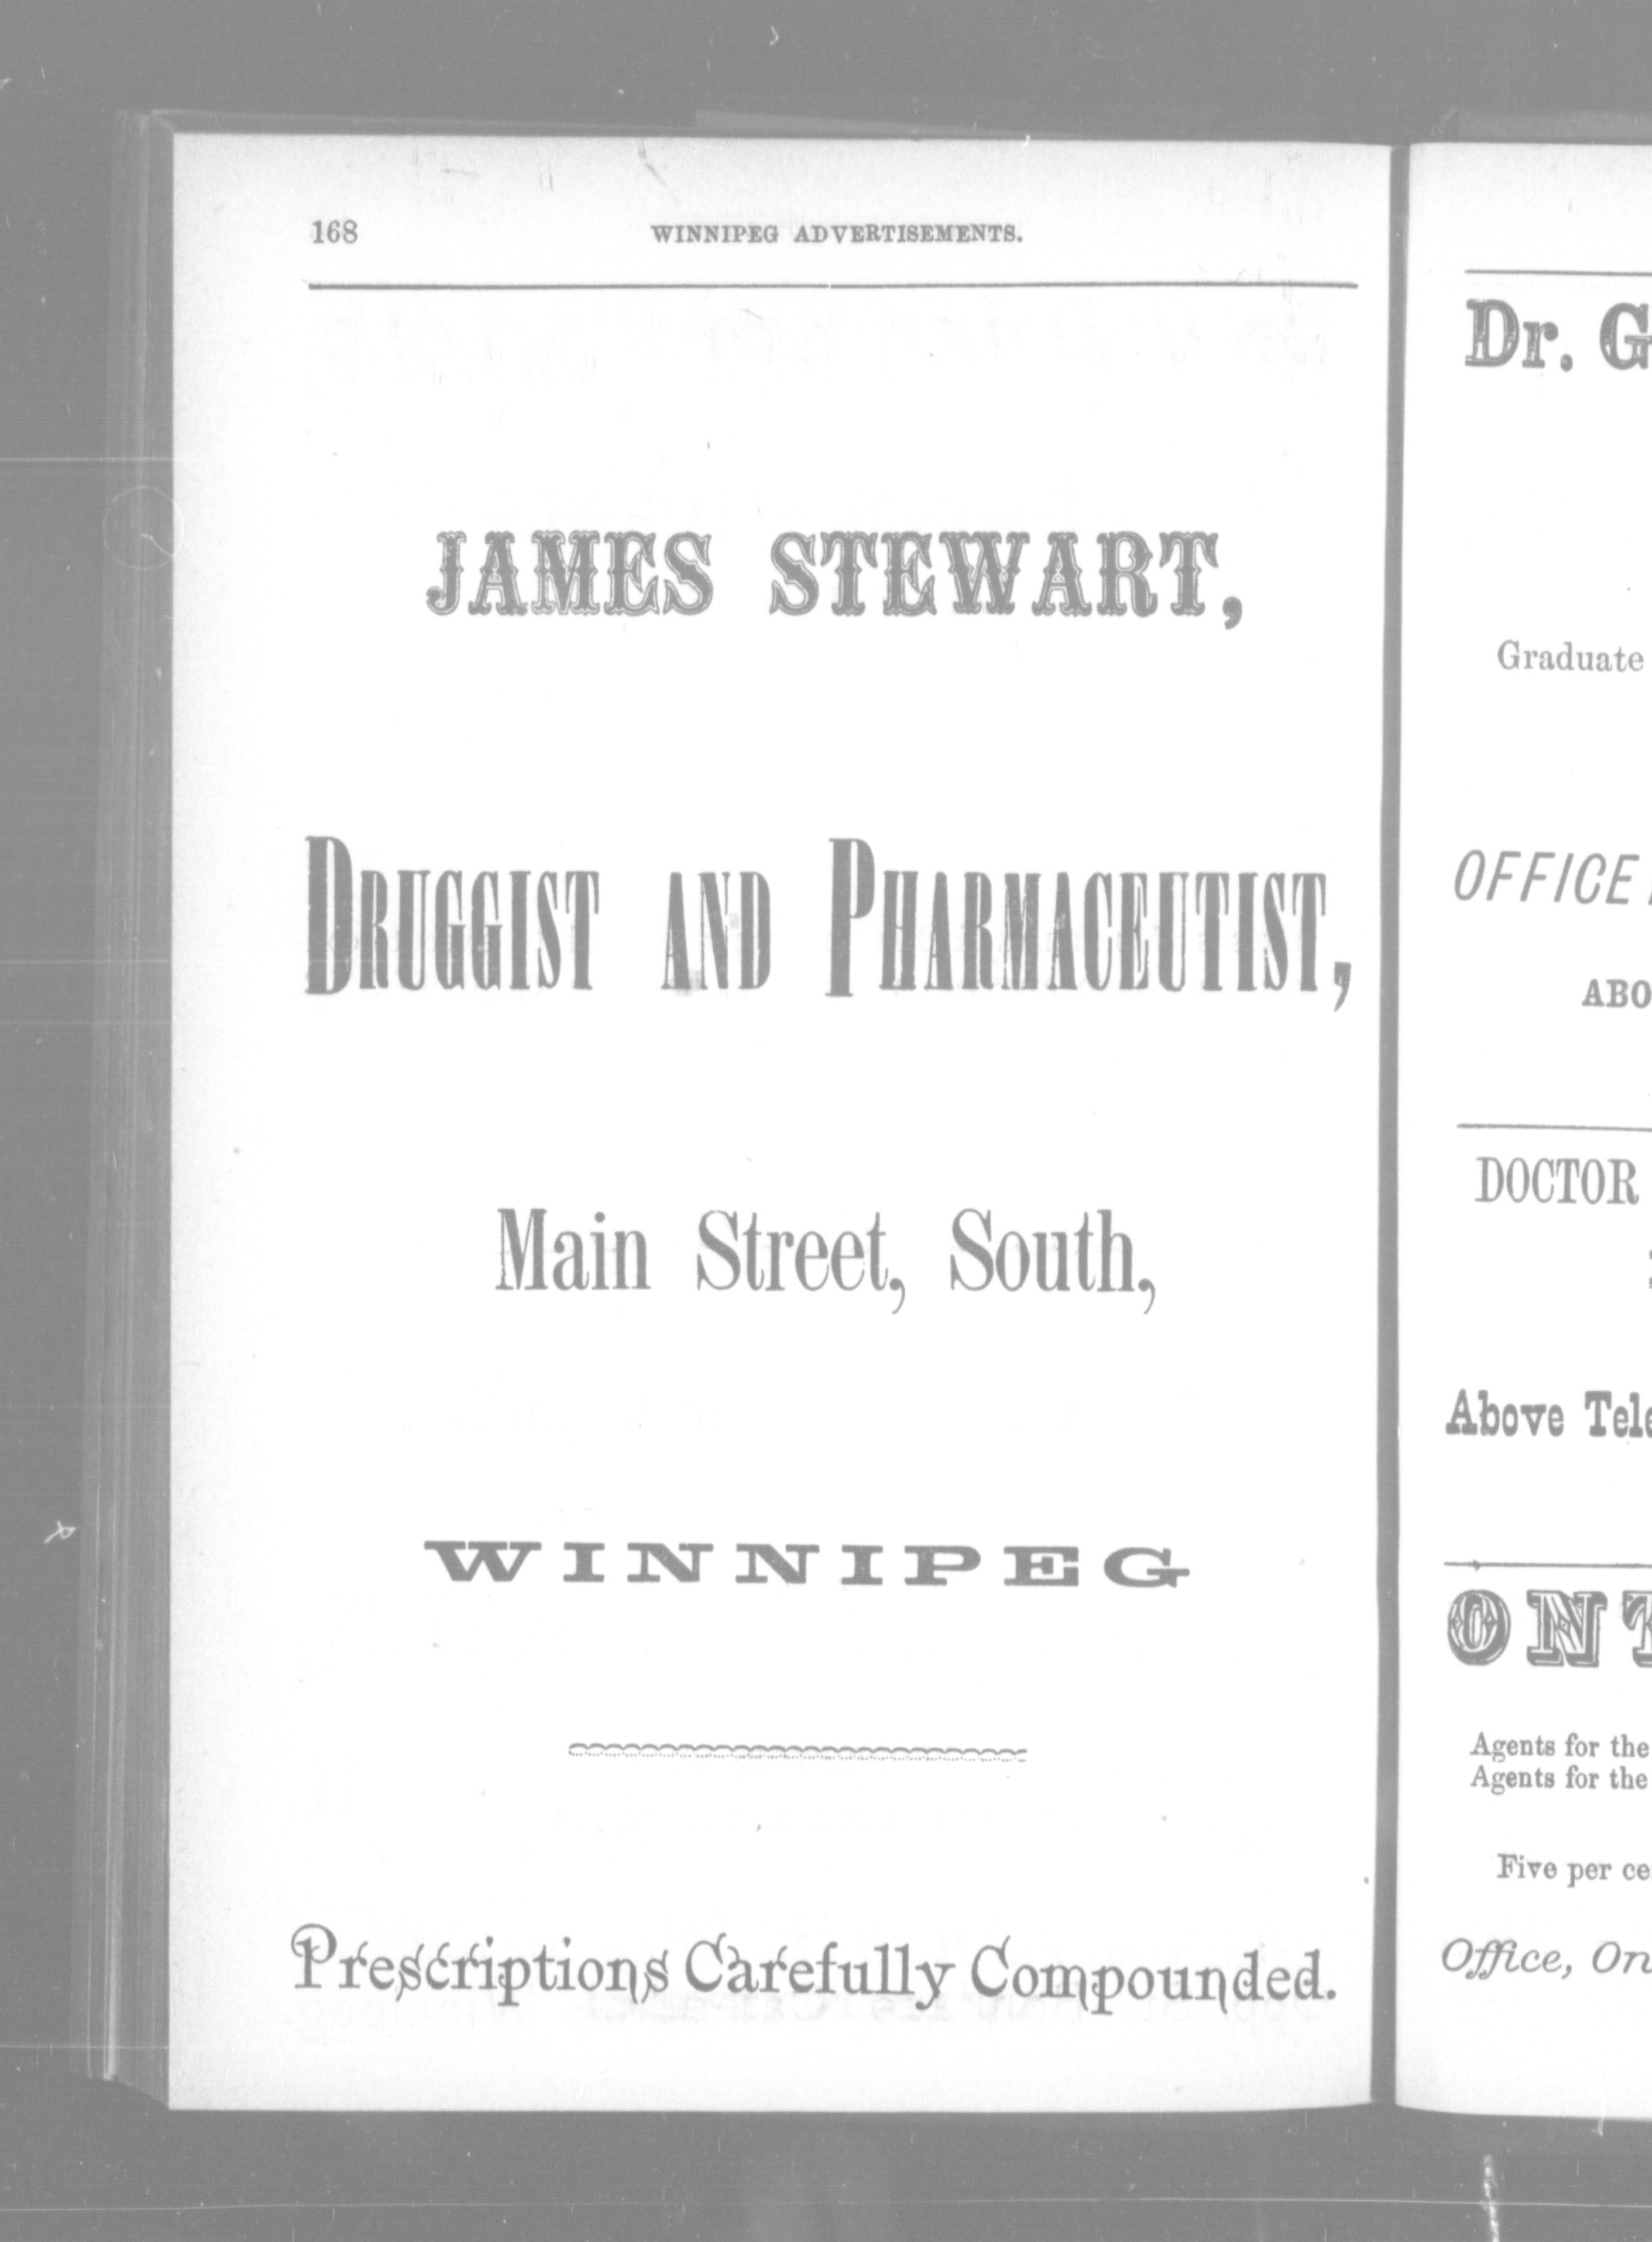 168
WINNIPEG ADVERTISEMENTS.
JAMES STEWART,
DRUGGIST AND PHARMACEUTIST,
Main Street, South,
WINNIPEG
Prescriptions Carefully Compounded.
Dr. G
Graduate
OFFICE
ABO
DOCTOR
Above Tele
ONT
Agents for the
Agents for the
Five per ce
Office, On